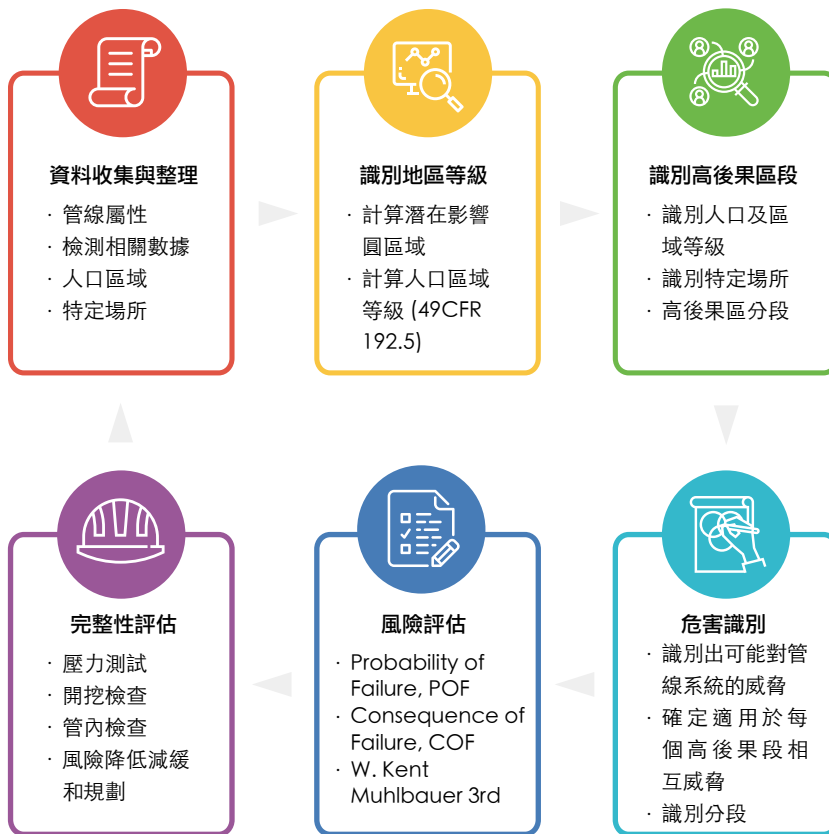 資料收集與整理
· 管線屬性
· 檢測相關數據
· 人口區域
· 特定場所
識別地區等級
· 計算潛在影響
圓區域
· 計算人口區域
等級 (49CFR
192.5)
識別高後果區段
· 識別人口及區
域等級
· 識別特定場所
· 高後果區分段
完整性評估
· 壓力測試
· 開挖檢查
· 管內檢查
· 風險降低減緩
和規劃
風險評估
· Probability of
Failure, POF
· Consequence of
Failure, COF
· W. Kent
Muhlbauer 3rd
危害識別
· 識別出可能對管
線系統的威脅
· 確定適用於每
個高後果段相
互威脅
· 識別分段